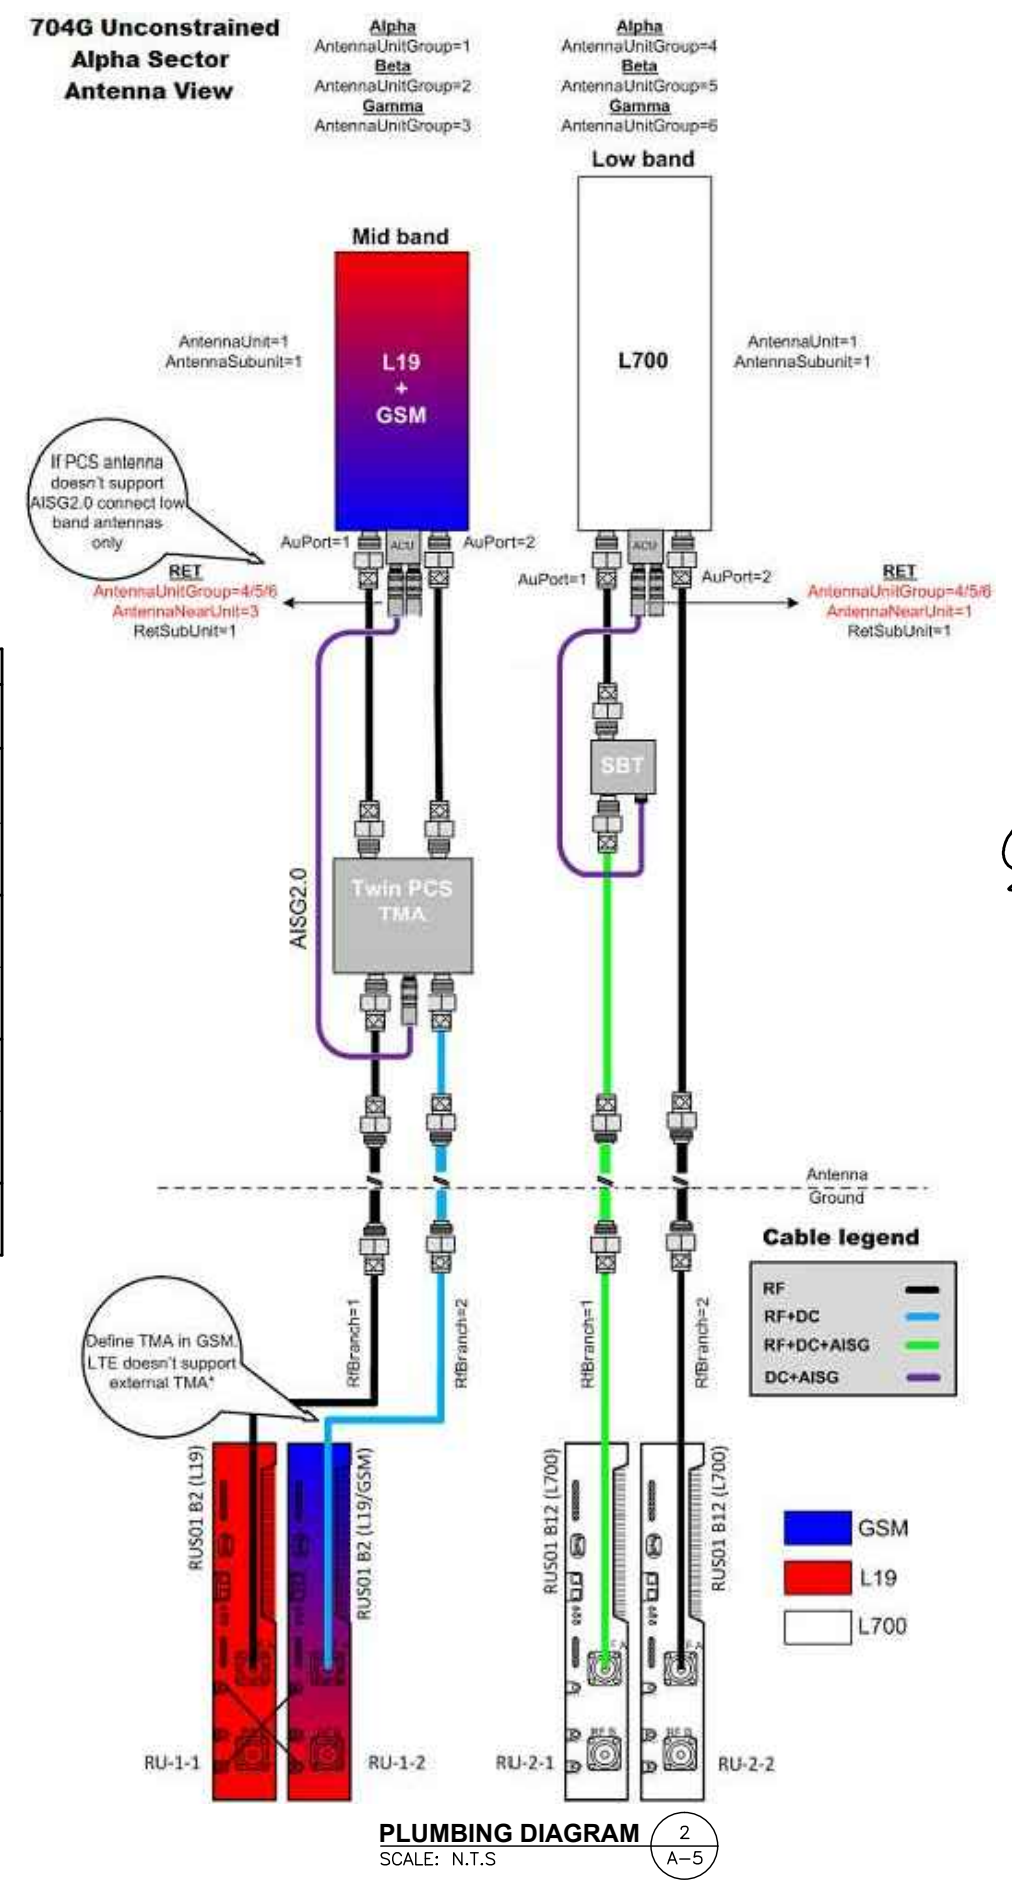 704G Unconstrained
Alpha Sector
Antenna View
Alpha
AntennaUnitGroup=1
Beta
AntennaUnitGroup=2
Gamma
AntennaUnitGroup=3
Alpha
AntennaUnitGroup=4
Beta
AntennaUnitGroup=5
Gamma
AntennaUnitGroup=6
Low band
Mid band
AntennaUnit=1
AntennaSubunit=1
L19
+
GSM
L700
AntennaUnit=1
AntennaSubunit=1
If PCS antenna
doesn't support
AISG2.0 connect low
band antennas
only
AuPort=1
ACU
AuPort=2
AuPort=1
ACU
AuPort=2
RET
AntennaUnitGroup=4/5/6
AntennaNearUnit=3
RetSubUnit=1
RET
AntennaUnitGroup=4/5/6
AntennaNearUnit=1
RetSubUnit=1
SBT
AISG2.0
Twin PCS
TMA
Antenna
Ground
Cable legend
RF
RF+DC
RF+DC+AISG
DC+AISG
Define TMA in GSM.
LTE doesn't support
external TMA*
RfBranch=1
RfBranch=2
RfBranch=1
RfBranch=2
RUS01 B2 (L19)
RUS01 B2 (L19/GSM)
RUS01 B12 (L700)
RUS01 B12 (L700)
GSM
L19
L700
RF B
RF B
RU-1-1
RU-1-2
RU-2-1
RU-2-2
PLUMBING DIAGRAM
SCALE: N.T.S
2
A-5